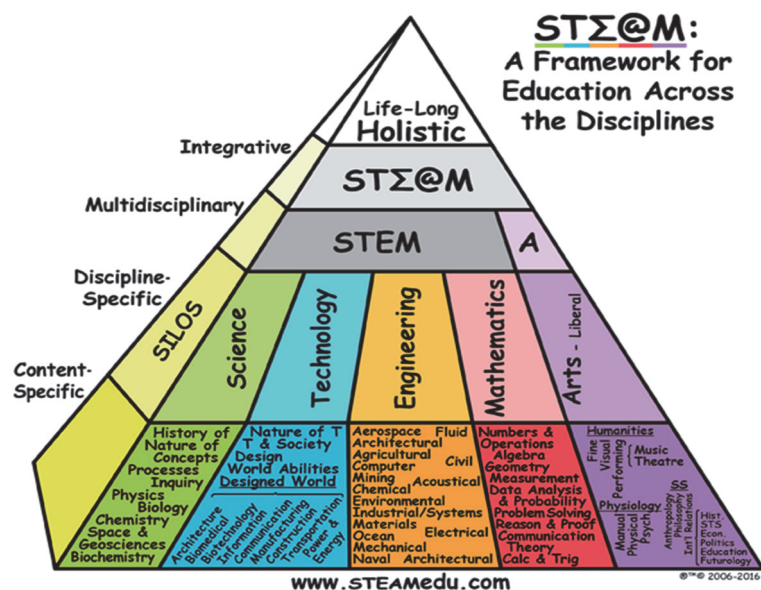 STΣ@M:
A Framework for
Education Across
the Disciplines
Life-Long
Holistic
Integrative
STΣ@M
Multidisciplinary
STEM
A
Discipline-
Specific
SILOS
Science
Technology
Engineering
Mathematics
Arts - Liberal
Content-
Specific
History of
Nature of
Concepts
Processes
Inquiry
Physics
Biology
Chemistry
Space &
Geosciences
Biochemistry
Nature of T
T & Society
Design
World Abilities
Designed World
Architecture
Biomedical
Biotechnology
Information
Communication
Manufacturing
Construction
Transportation
Power &
Energy
Aerospace Fluid
Architectural
Agricultural
Computer Civil
Mining
Acoustical
Chemical
Environmental
Industrial/Systems
Materials
Ocean Electrical
Mechanical
Naval Architectural
Numbers &
Operations
Algebra
Geometry
Measurement
Data Analysis
& Probability
Problem Solving
Reason & Proof
Communication
Theory
Calc & Trig
Humanities
Fine
Visual
Performing
Music
Theatre
Physiology
Manual
Physical
Psych
SS
Anthropology
Philosophy
Int'l Relations
Hist.
STS
Econ.
Politics
Education
Futurology
www.STEAMedu.com
®™© 2006-2016